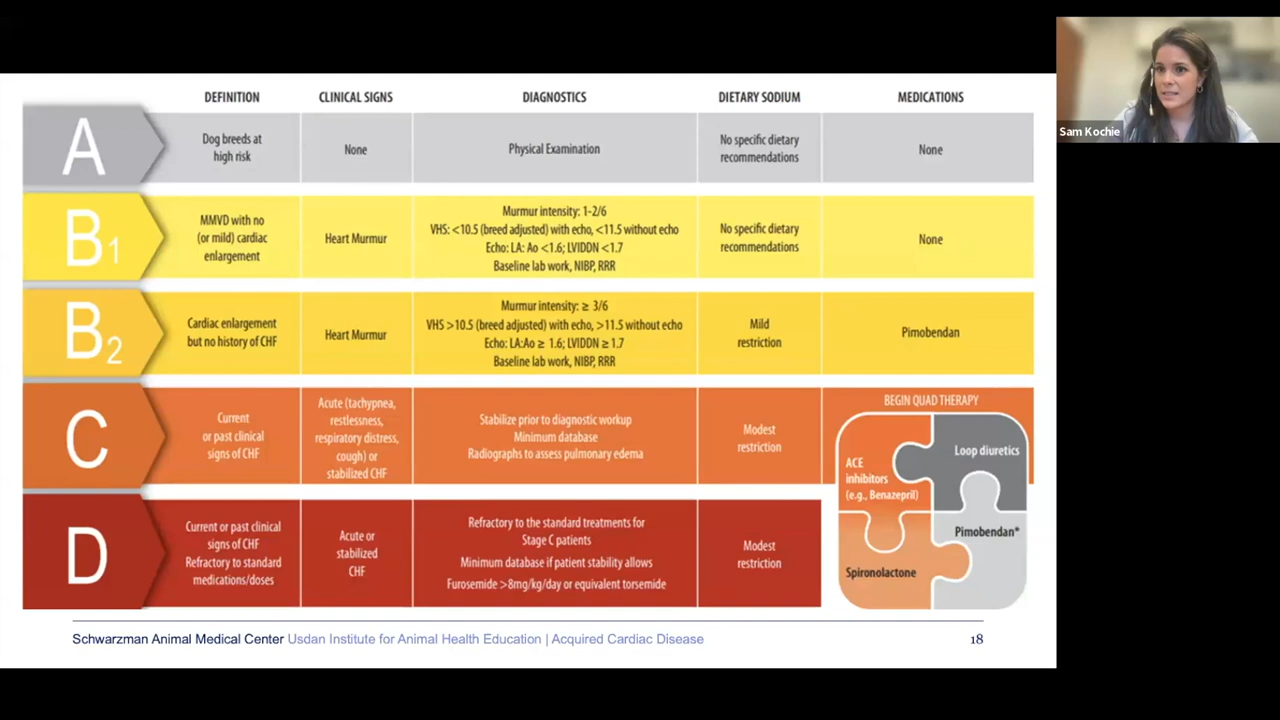 DEFINITION
CLINICAL SIGNS
DIAGNOSTICS
DIETARY SODIUM
MEDICATIONS
A
Dog breeds at
high risk
None
Physical Examination
No specific dietary
recommendations
None
B1
MMVD with no
(or mild) cardiac
enlargement
Heart Murmur
Murmur intensity: 1-2/6
VHS: <10.5 (breed adjusted) with echo, <11.5 without echo
Echo: LA: Ao <1.6; LVIDDN <1.7
Baseline lab work, NIBP, RRR
No specific dietary
recommendations
None
B2
Cardiac enlargement
but no history of CHF
Heart Murmur
Murmur intensity: ≥ 3/6
VHS >10.5 (breed adjusted) with echo, >11.5 without echo
Echo: LA:Ao ≥ 1.6; LVIDDN ≥ 1.7
Baseline lab work, NIBP, RRR
Mild
restriction
Pimobendan
C
Current
or past clinical
signs of CHF
Acute (tachypnea,
restlessness,
respiratory distress,
cough) or
stabilized CHF
Stabilize prior to diagnostic workup
Minimum database
Radiographs to assess pulmonary edema
Modest
restriction
BEGIN QUAD THERAPY
ACE
inhibitors
(e.g., Benazepril)
Loop diuretics
Spironolactone
Pimobendan*
D
Current or past clinical
signs of CHF
Refractory to standard
medications/doses
Acute or
stabilized
CHF
Refractory to the standard treatments for
Stage C patients
Minimum database if patient stability allows
Furosemide >8mg/kg/day or equivalent torsemide
Modest
restriction
Schwarzman Animal Medical Center Usdan Institute for Animal Health Education | Acquired Cardiac Disease
18
Sam Kochie